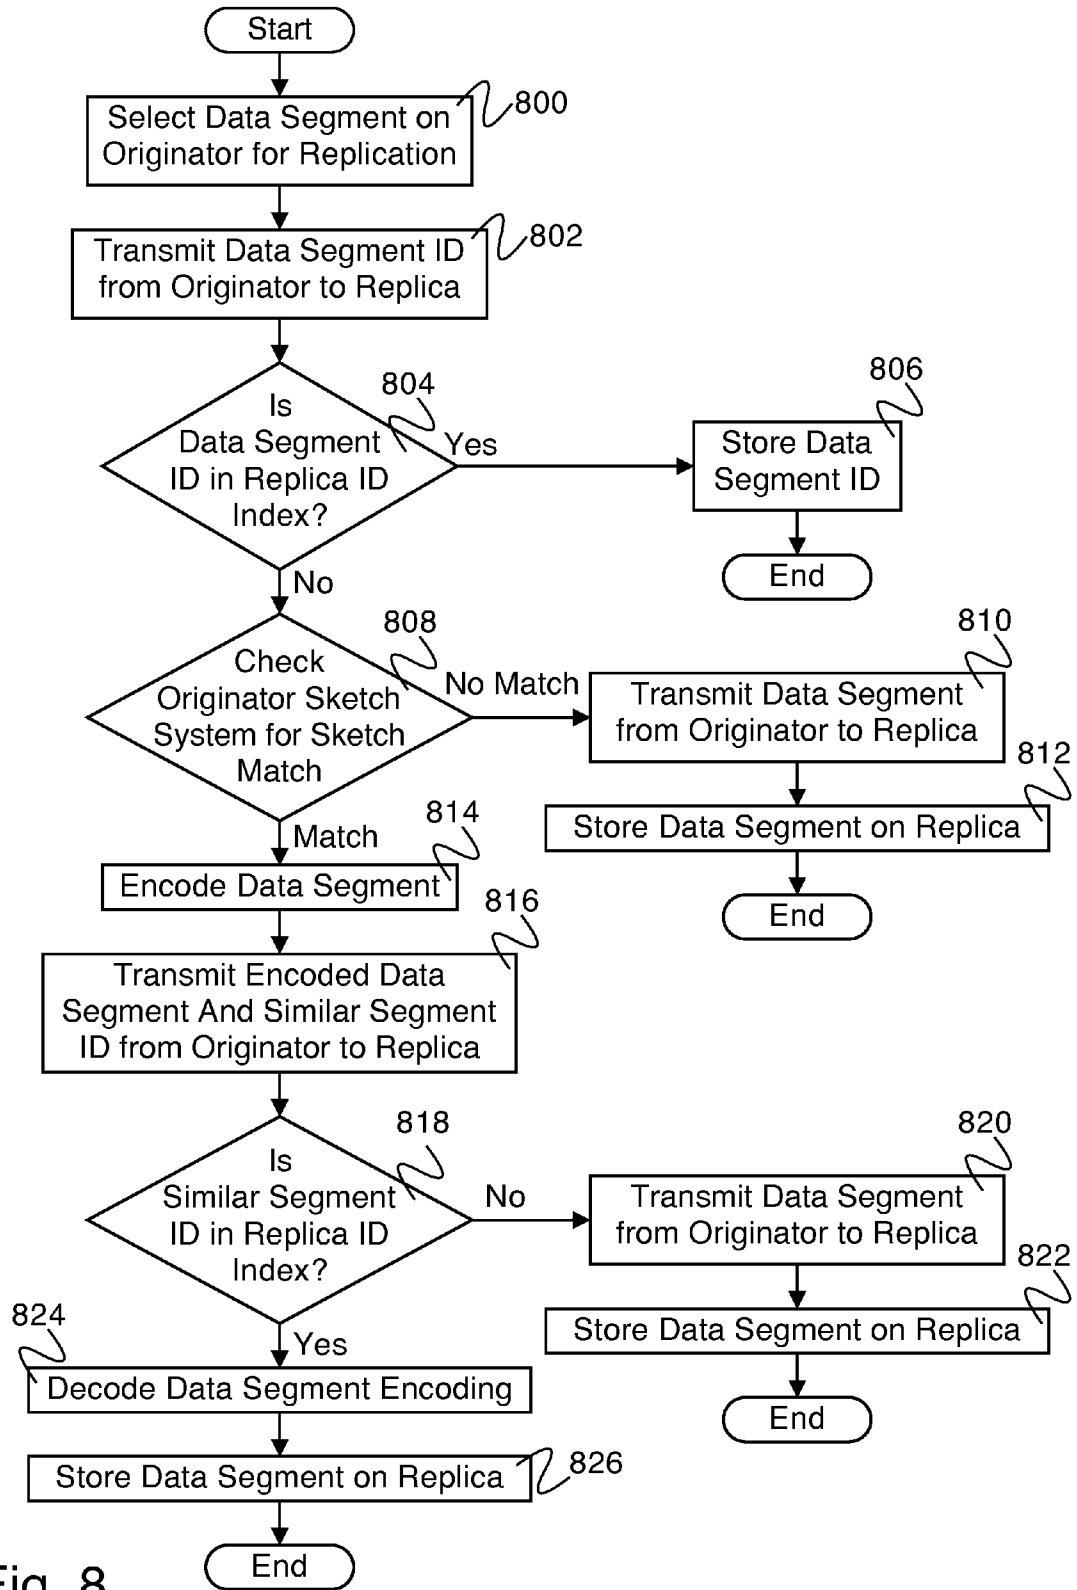 Start
800
Select Data Segment on
Originator for Replication
802
Transmit Data Segment ID
from Originator to Replica
804
Is
Data Segment
ID in Replica ID
Index?
Yes
806
Store Data
Segment ID
End
No
808
Check
Originator Sketch
System for Sketch
Match
No Match
810
Transmit Data Segment
from Originator to Replica
812
Store Data Segment on Replica
End
Match
814
Encode Data Segment
816
Transmit Encoded Data
Segment And Similar Segment
ID from Originator to Replica
818
Is
Similar Segment
ID in Replica ID
Index?
No
820
Transmit Data Segment
from Originator to Replica
822
Store Data Segment on Replica
End
Yes
824
Decode Data Segment Encoding
Store Data Segment on Replica
826
End
Fig. 8